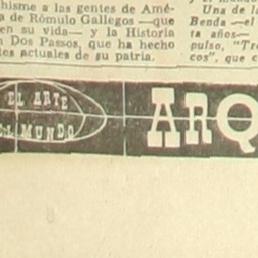 chisme a las gentes de Amé-
da de Rómulo Gallegos —que
en su vida— y la Historia
n Dos Passos, que ha hecho
les actuales de su patria.
Una de l
Benda —el
ta años—
pulso, "Tr
cos", que c
EL ARTE
EL MUNDO
ARQ